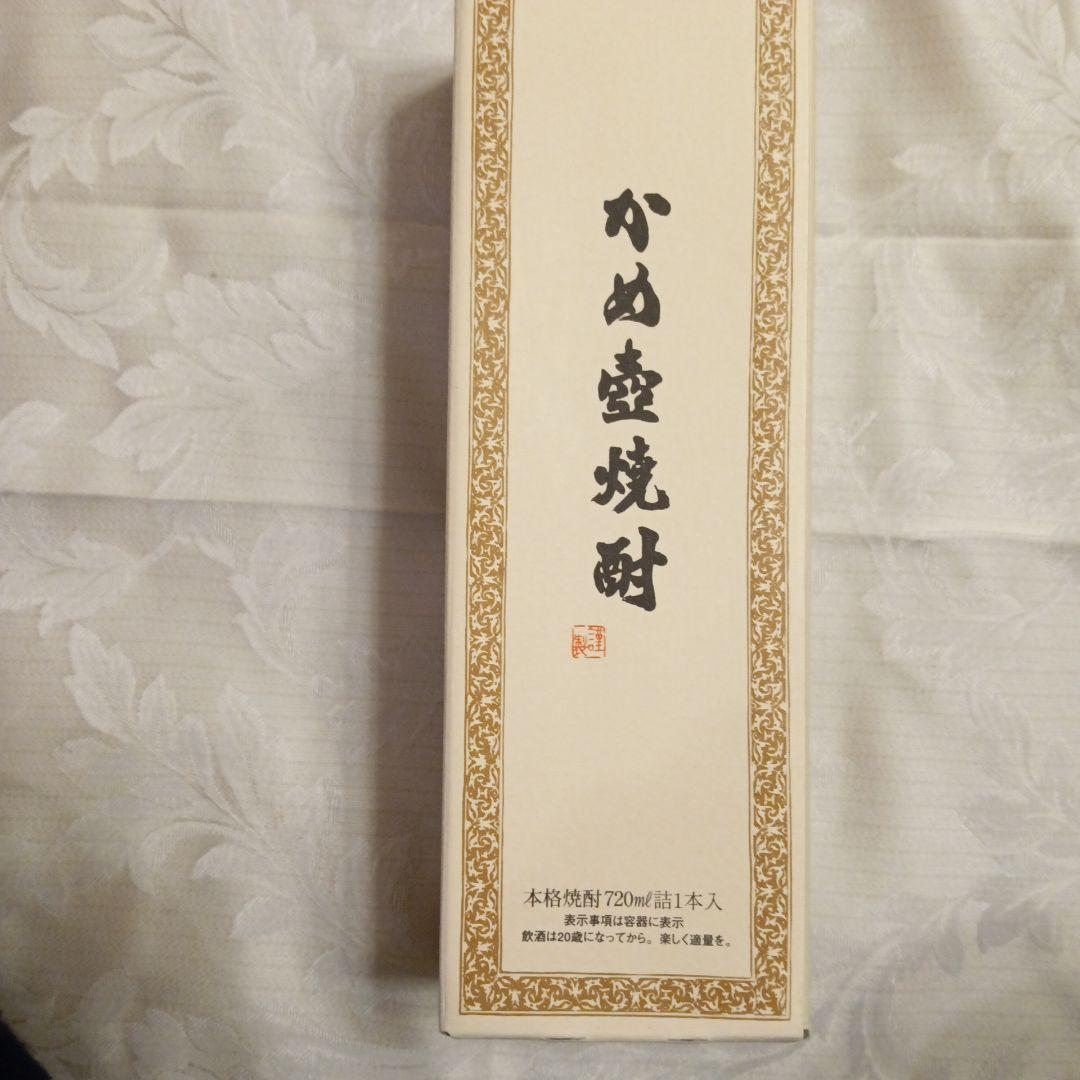 かめ壺焼酎
謹製
本格焼酎720㎖詰1本入
表示事項は容器に表示
飲酒は20歳になってから。楽しく適量を。